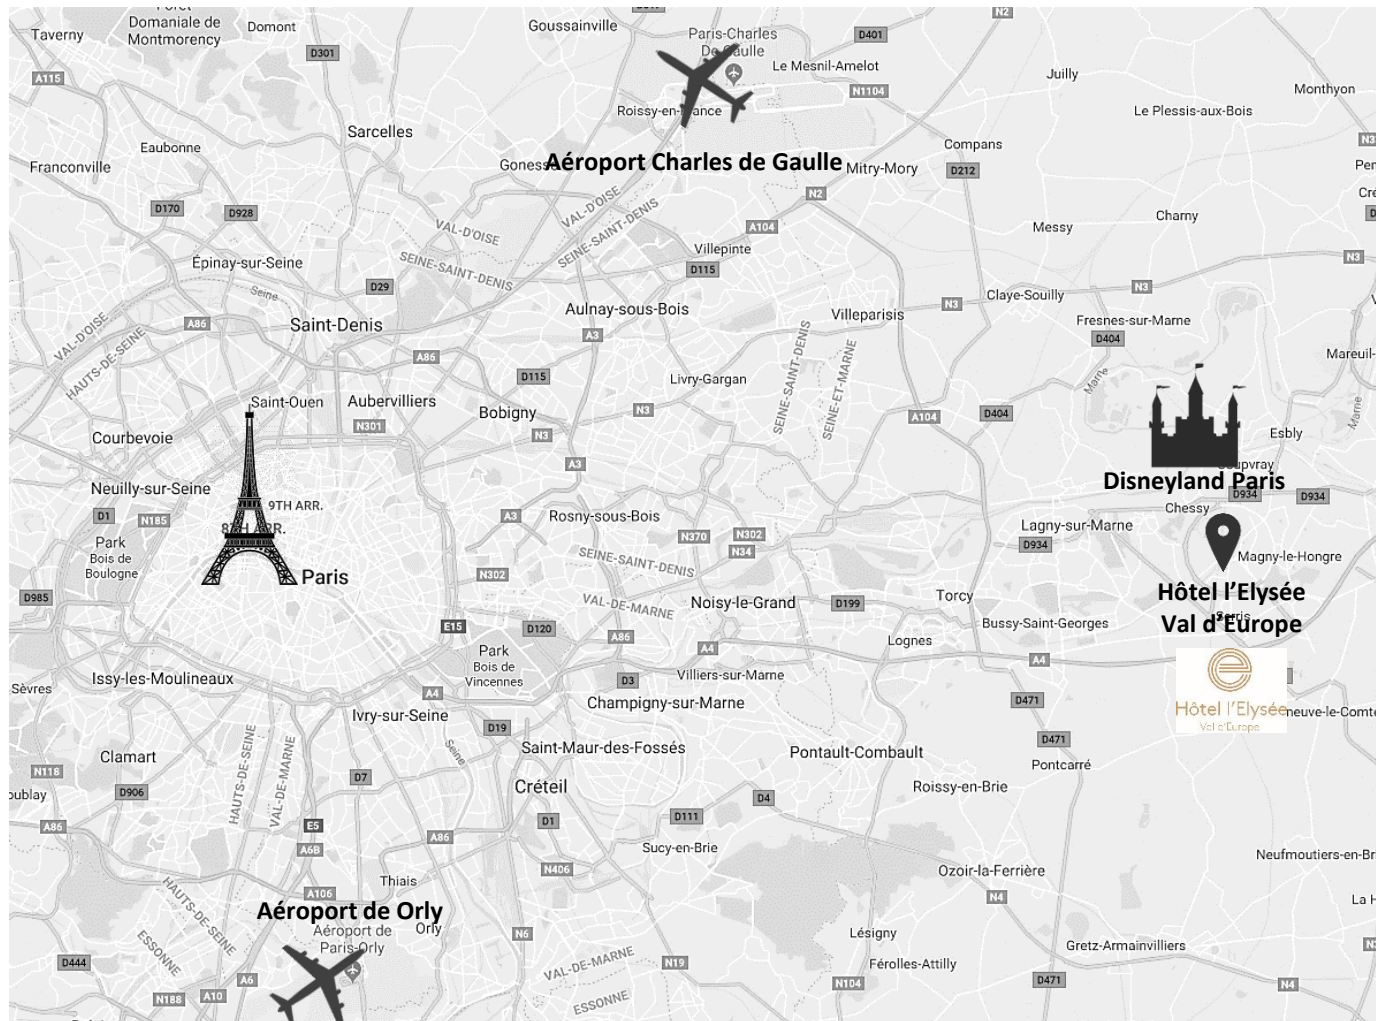 Domaniale de
Montmorency
Taverny
Domont
Goussainville
Paris-Charles
De Gaulle
D401
N2
D301
A115
Le Mesnil-Amelot
Juilly
N1104
Monthyon
Roissy-en-France
Le Plessis-aux-Bois
Sarcelles
Eaubonne
Compans
Franconville
Aéroport Charles de Gaulle
Mitry-Mory
D212
N2
D170
D928
VAL-D'OISE
SEINE-SAINT-DENIS
VAL-D'OISE
SEINE-SAINT-DENIS
A104
Charny
Messy
Villepinte
D115
N3
Épinay-sur-Seine
Seine
D29
N3
Claye-Souilly
N3
Aulnay-sous-Bois
Villeparisis
Fresnes-sur-Marne
D404
VAL-D'OISE
HAUTS-DE-SEINE
A86
Saint-Denis
A3
A86
SEINE-SAINT-DENIS
SEINE-ET-MARNE
Mareuil-
D115
Livry-Gargan
Marne
Marne
Saint-Ouen
Aubervilliers
Bobigny
N3
A104
D404
N301
N3
Esbly
Courbevoie
A3
Disneyland Paris
Neuilly-sur-Seine
9TH ARR.
D934
D934
D1
N185
8TH ARR.
A3
Rosny-sous-Bois
Chessy
Lagny-sur-Marne
N370
N302
N34
D934
Park
Bois de
Boulogne
SEINE-SAINT-DENIS
Magny-le-Hongre
N302
Paris
Hôtel l’Elysée
Val d’Europe
Serris
D985
VAL-DE-MARNE
Noisy-le-Grand
D199
Torcy
E15
D120
A86
Bussy-Saint-Georges
Lognes
Park
Bois de
Vincennes
A4
A4
Sèvres
Issy-les-Moulineaux
A4
D3
Villiers-sur-Marne
Champigny-sur-Marne
D471
Hôtel l'Elysée
Val d'Europe
neuve-le-Comte
Ivry-sur-Seine
D19
Seine
Saint-Maur-des-Fossés
D471
Clamart
HAUTS-DE-SEINE
VAL-DE-MARNE
Pontault-Combault
Pontcarré
N118
D7
Créteil
Roissy-en-Brie
D906
D4
A86
E5
A6B
A86
D1
D111
Sucy-en-Brie
Neufmoutiers-en-Bri
N406
Ozoir-la-Ferrière
Thiais
A106
N4
HAUTS-DE-SEINE
ESSONNE
Aéroport de Orly
Aéroport de
Paris-Orly
Orly
N6
Lésigny
Gretz-Armainvilliers
D444
VAL-DE-MARNE
N19
Férolles-Attilly
A6
N104
D471
N4
N188
A10
ESSONNE